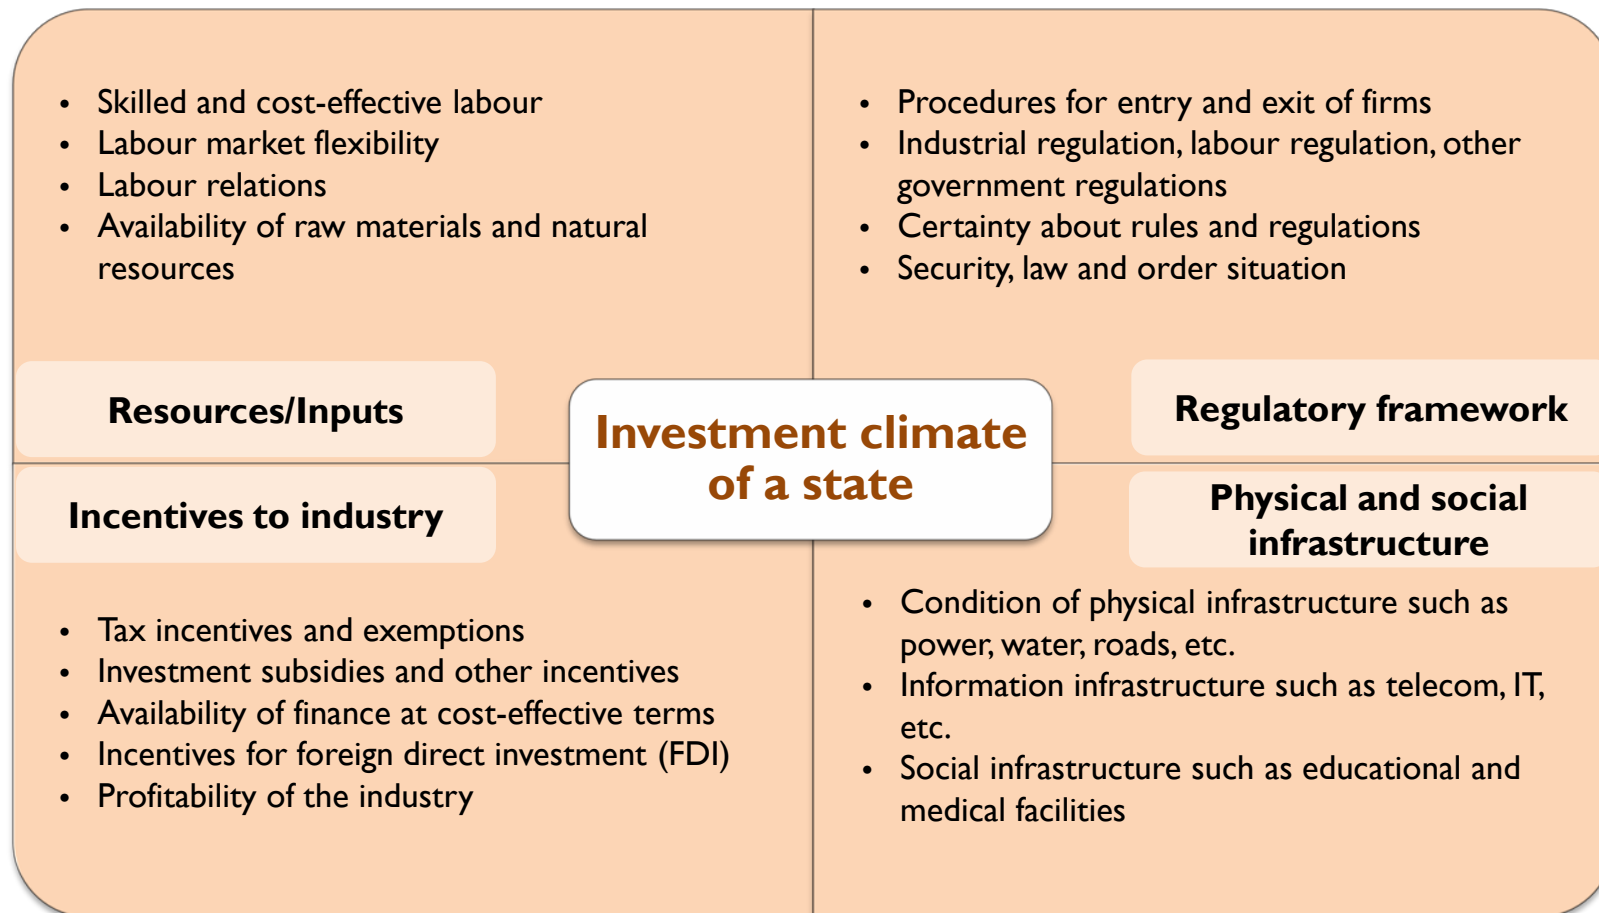 • Skilled and cost-effective labour
• Labour market flexibility
• Labour relations
• Availability of raw materials and natural
resources
Resources/Inputs
• Procedures for entry and exit of firms
• Industrial regulation, labour regulation, other
government regulations
• Certainty about rules and regulations
• Security, law and order situation
Regulatory framework
Investment climate
of a state
Incentives to industry
• Tax incentives and exemptions
• Investment subsidies and other incentives
• Availability of finance at cost-effective terms
• Incentives for foreign direct investment (FDI)
• Profitability of the industry
Physical and social
infrastructure
• Condition of physical infrastructure such as
power, water, roads, etc.
• Information infrastructure such as telecom, IT,
etc.
• Social infrastructure such as educational and
medical facilities